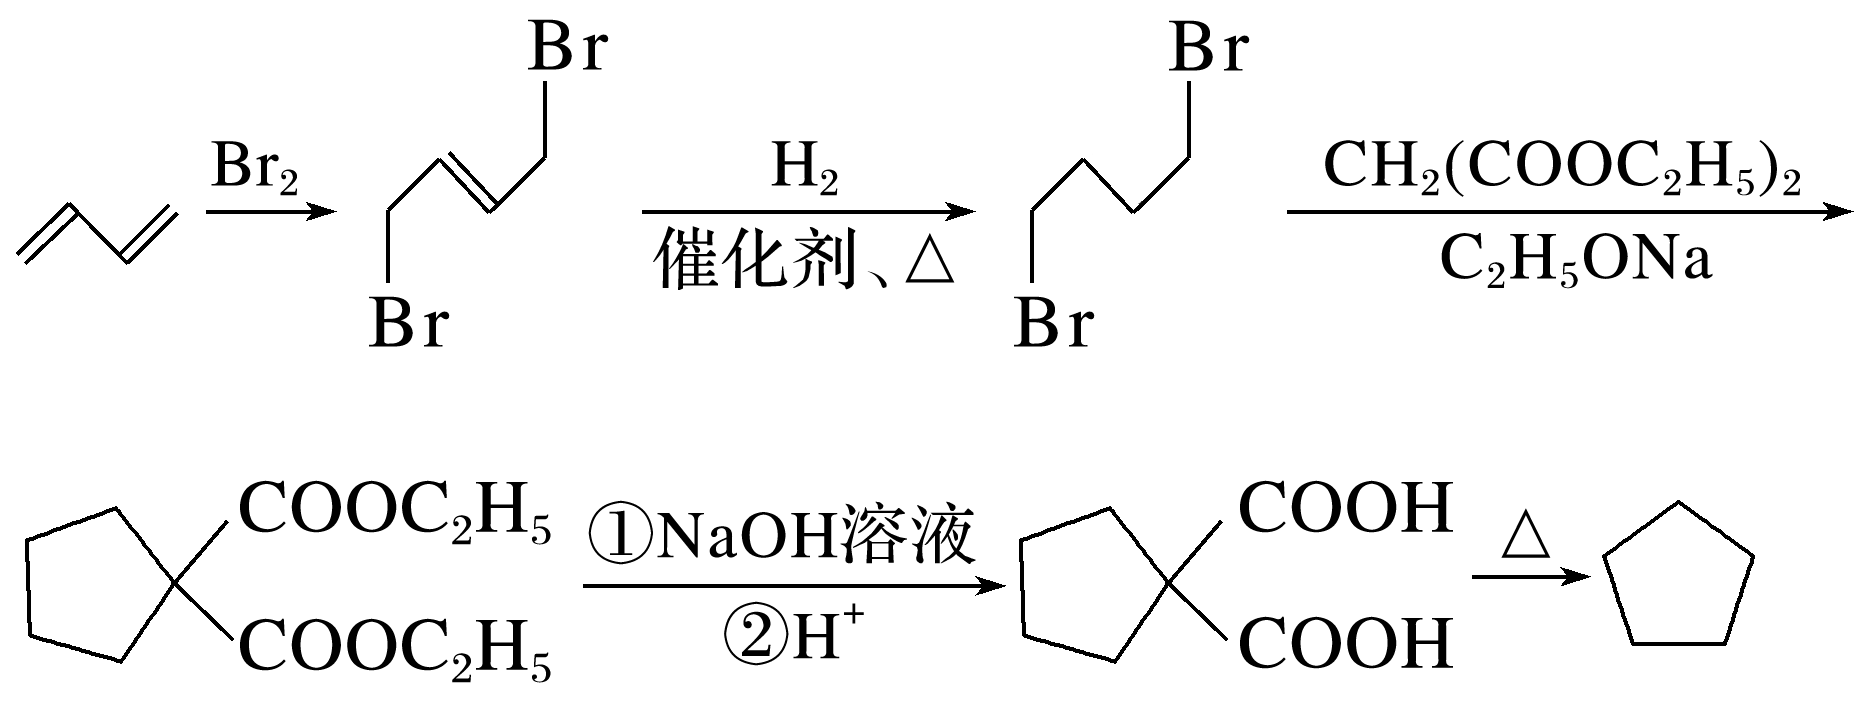 Br
Br
Br₂
H₂
催化剂、△
CH₂(COOC₂H₅)₂
C₂H₅ONa
Br
Br
COOC₂H₅
COOC₂H₅
①NaOH溶液
②H⁺
COOH
COOH
△